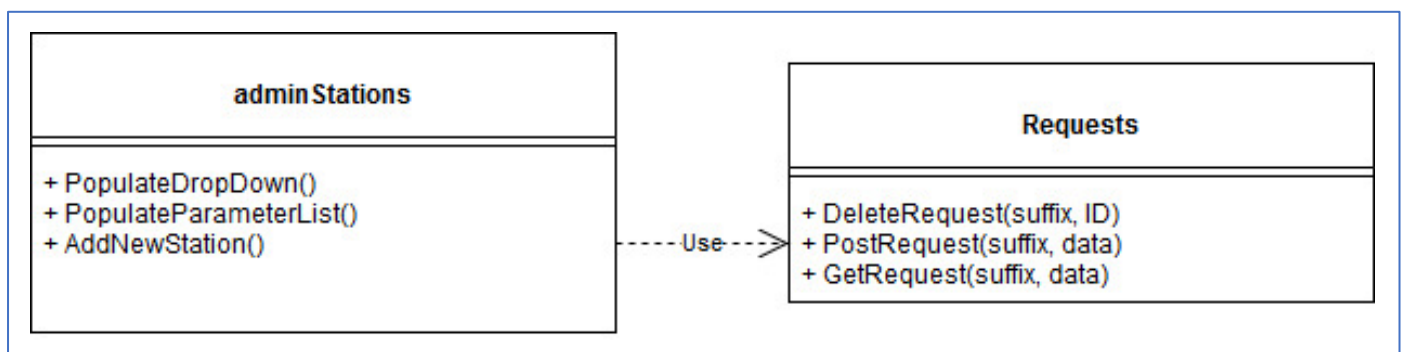 adminStations
+ PopulateDropDown()
+ PopulateParameterList()
+ AddNewStation()
Use
Requests
+ DeleteRequest(suffix, ID)
+ PostRequest(suffix, data)
+ GetRequest(suffix, data)